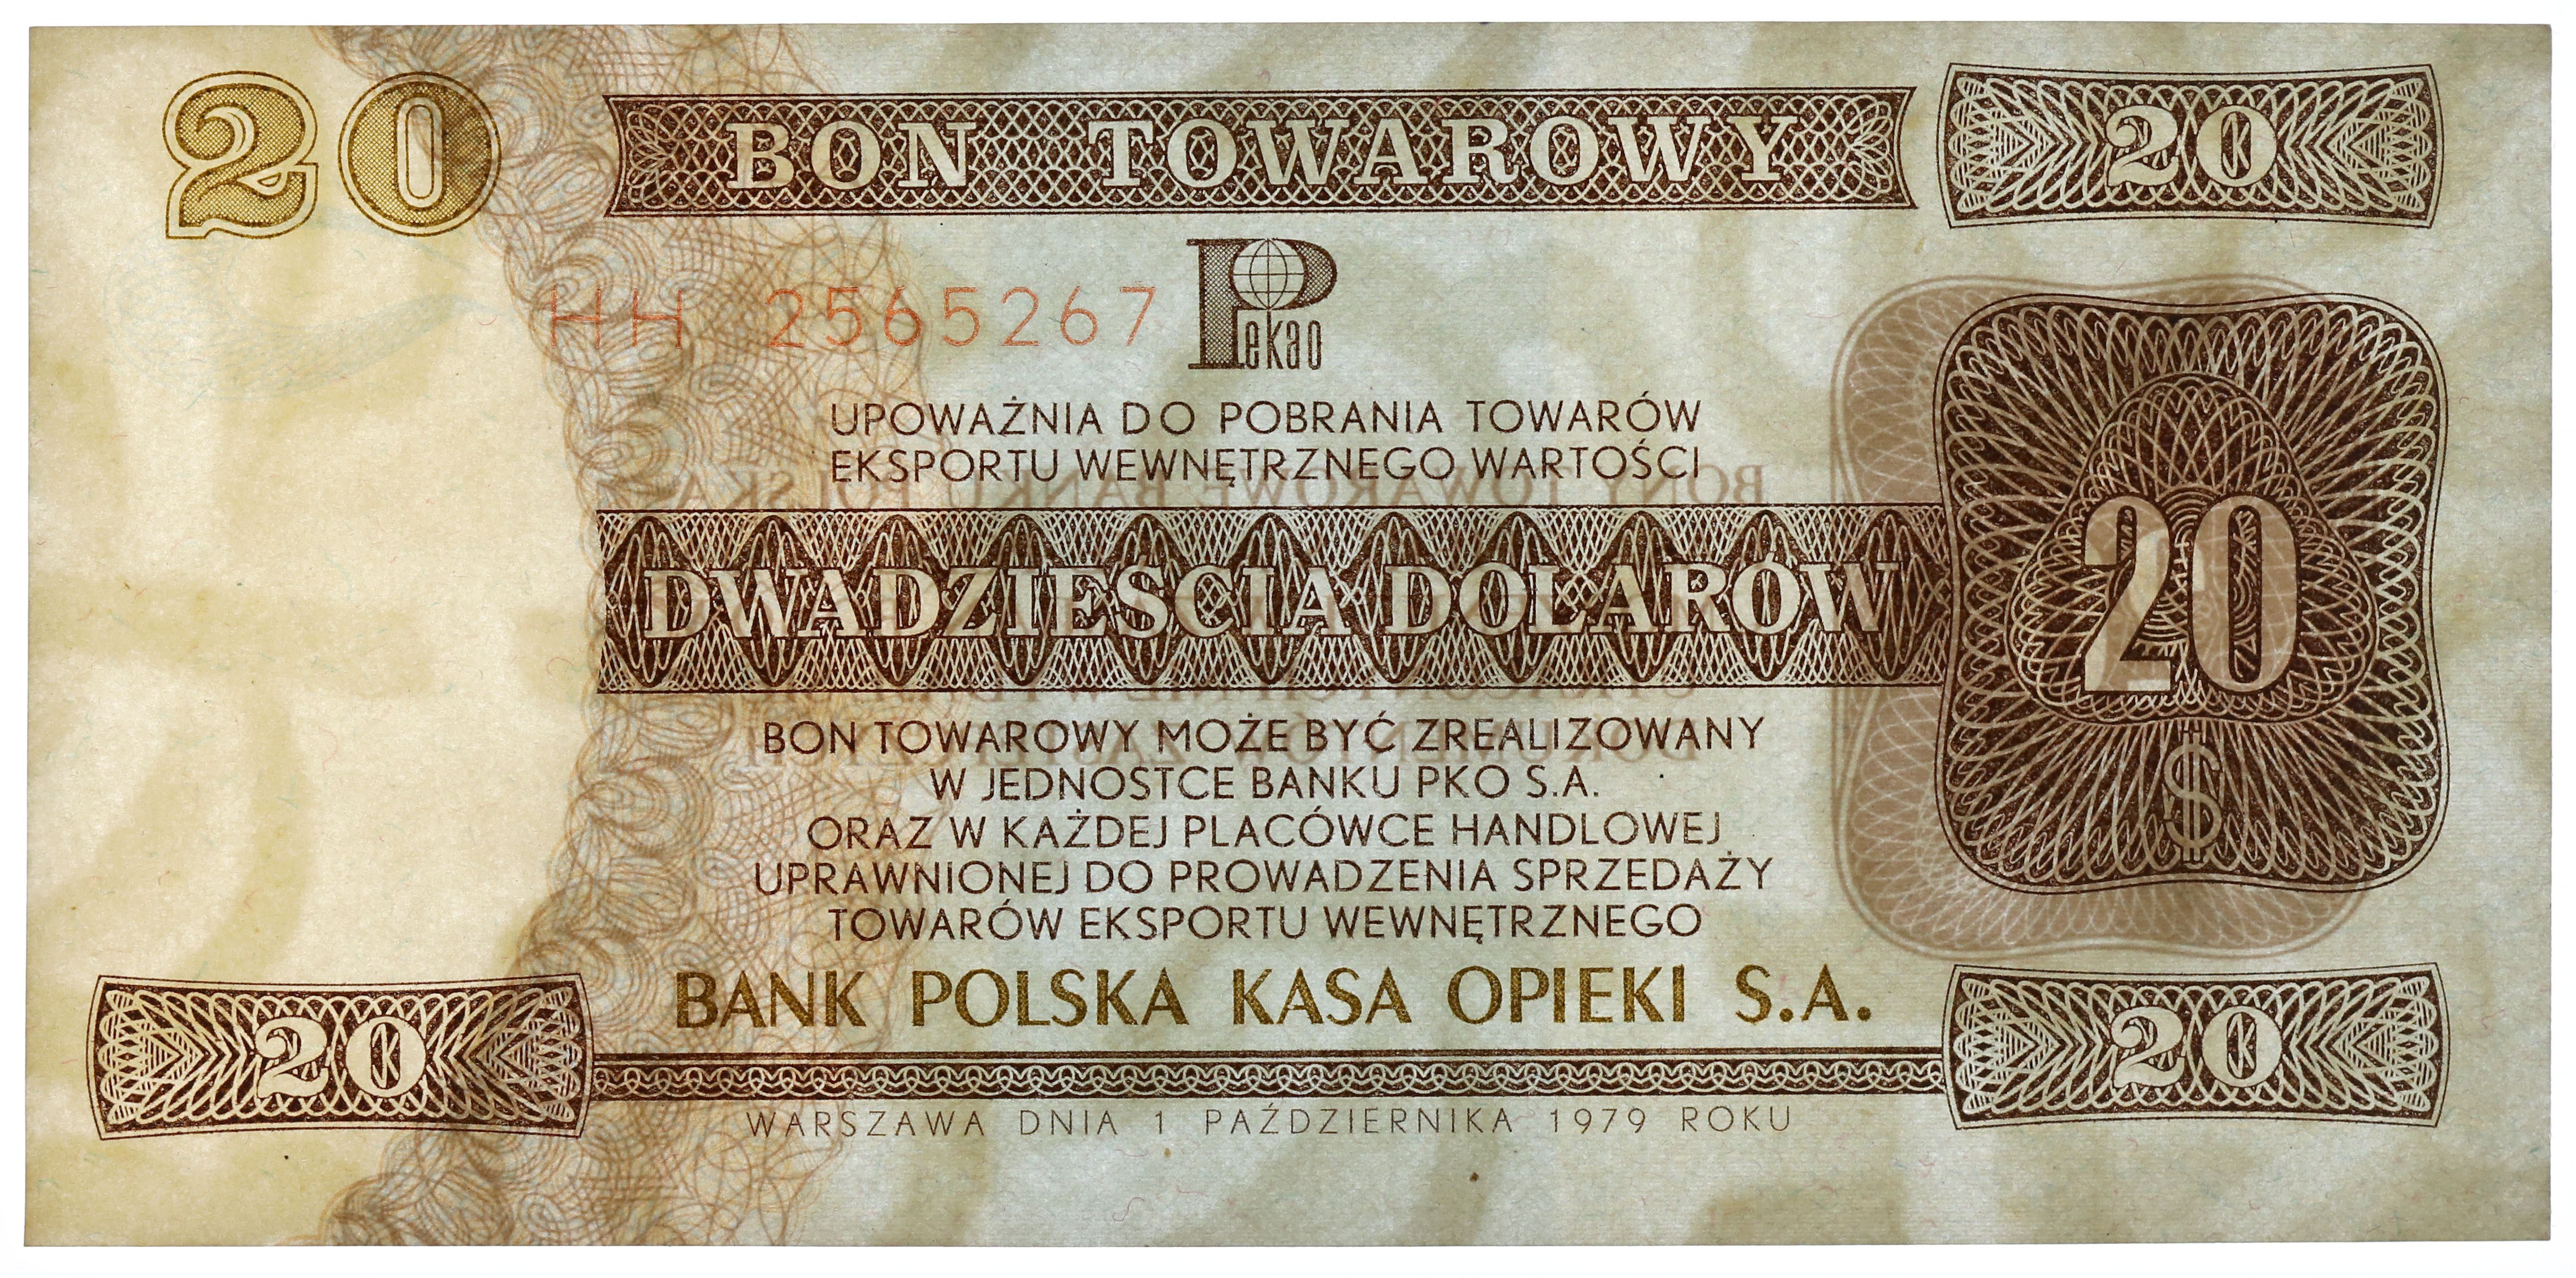 20 BON TOWAROWY 20
HH 2565267 Pekao
UPOWAŻNIA DO POBRANIA TOWARÓW
EKSPORTU WEWNĘTRZNEGO WARTOŚCI
DWADZIEŚCIA DOLARÓW 20
$
BON TOWAROWY MOŻE BYĆ ZREALIZOWANY
W JEDNOSTCE BANKU PKO S.A.
ORAZ W KAŻDEJ PLACÓWCE HANDLOWEJ
UPRAWNIONEJ DO PROWADZENIA SPRZEDAŻY
TOWARÓW EKSPORTU WEWNĘTRZNEGO
BANK POLSKA KASA OPIEKI S.A.
20 20
WARSZAWA DNIA 1 PAŹDZIERNIKA 1979 ROKU